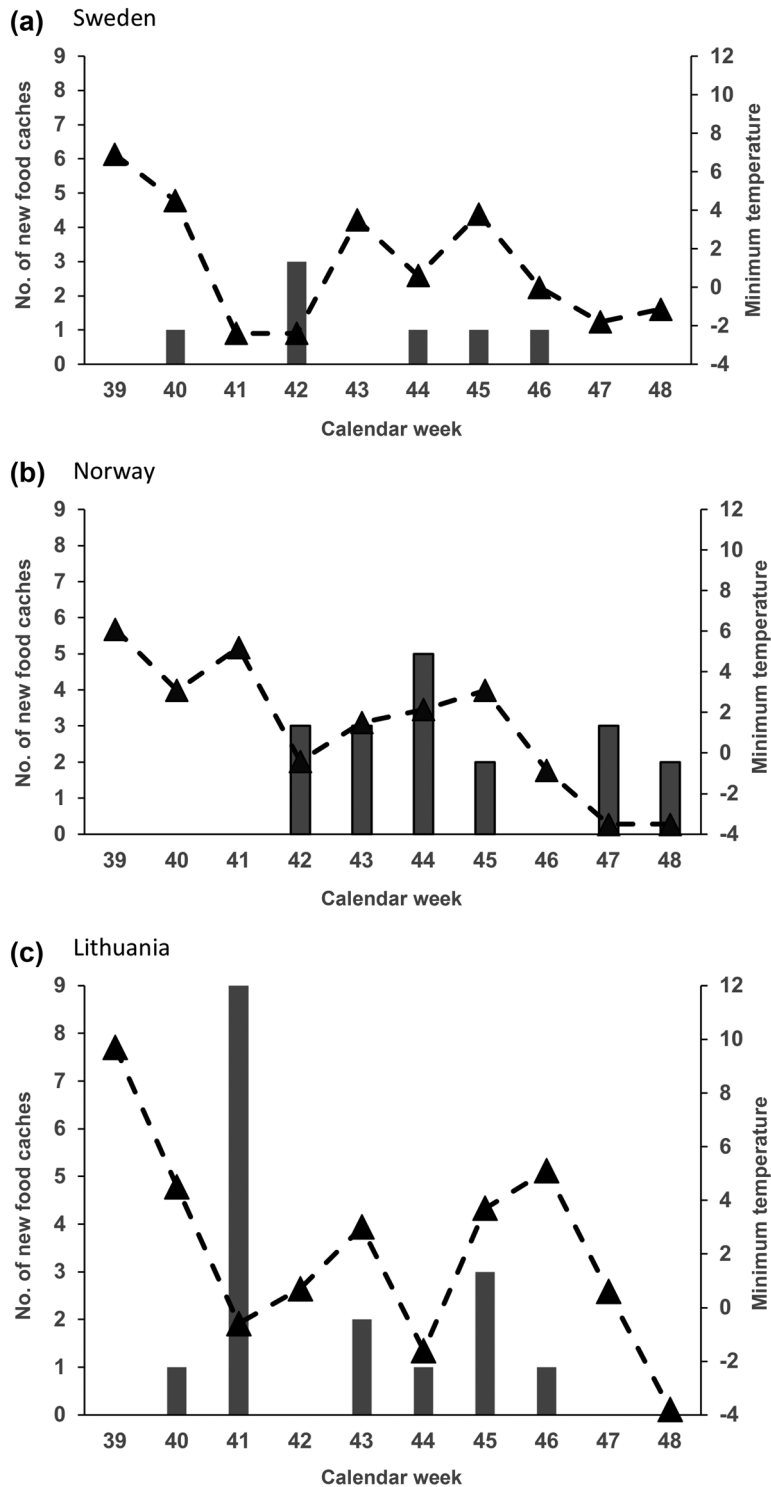 (a) Sweden
9 12
8 10
7 8
6 6
5 4
4 2
3 0
2 -2
1 -4
0
No. of new food caches
Minimum temperature
39 40 41 42 43 44 45 46 47 48
Calendar week
(b) Norway
9 12
8 10
7 8
6 6
5 4
4 2
3 0
2 -2
1 -4
0
No. of new food caches
Minimum temperature
39 40 41 42 43 44 45 46 47 48
Calendar week
(c) Lithuania
9 12
8 10
7 8
6 6
5 4
4 2
3 0
2 -2
1 -4
0
No. of new food caches
Minimum temperature
39 40 41 42 43 44 45 46 47 48
Calendar week